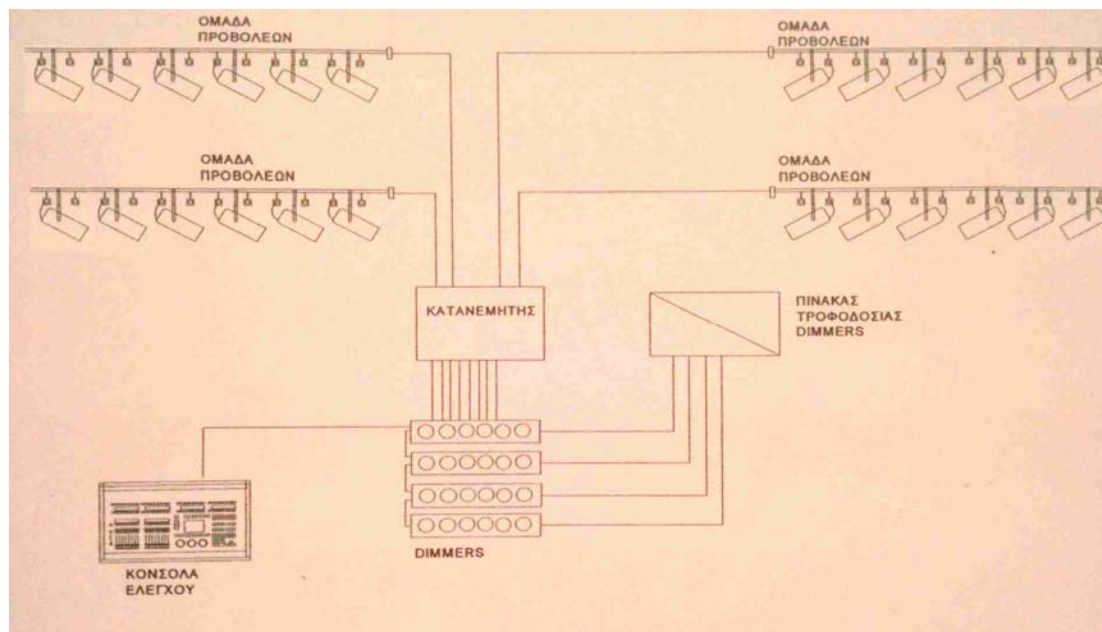 ΟΜΑΔΑ
ΠΡΟΒΟΛΕΩΝ
ΟΜΑΔΑ
ΠΡΟΒΟΛΕΩΝ
ΟΜΑΔΑ
ΠΡΟΒΟΛΕΩΝ
ΟΜΑΔΑ
ΠΡΟΒΟΛΕΩΝ
ΚΑΤΑΝΕΜΗΤΗΣ
ΠΙΝΑΚΑΣ
ΤΡΟΦΟΔΟΣΙΑΣ
DIMMERS
DIMMERS
ΚΟΝΣΟΛΑ
ΕΛΕΓΧΟΥ